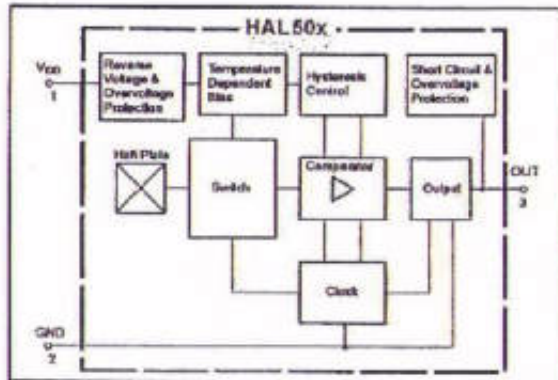 HAL50x
VDD
1
Reverse
Voltage &
Overvoltage
Protection
Temperature
Dependent
Bias
Hysteresis
Control
Short Circuit &
Overvoltage
Protection
Hall Plate
Switch
Comparator
Output
OUT
3
Clock
GND
2